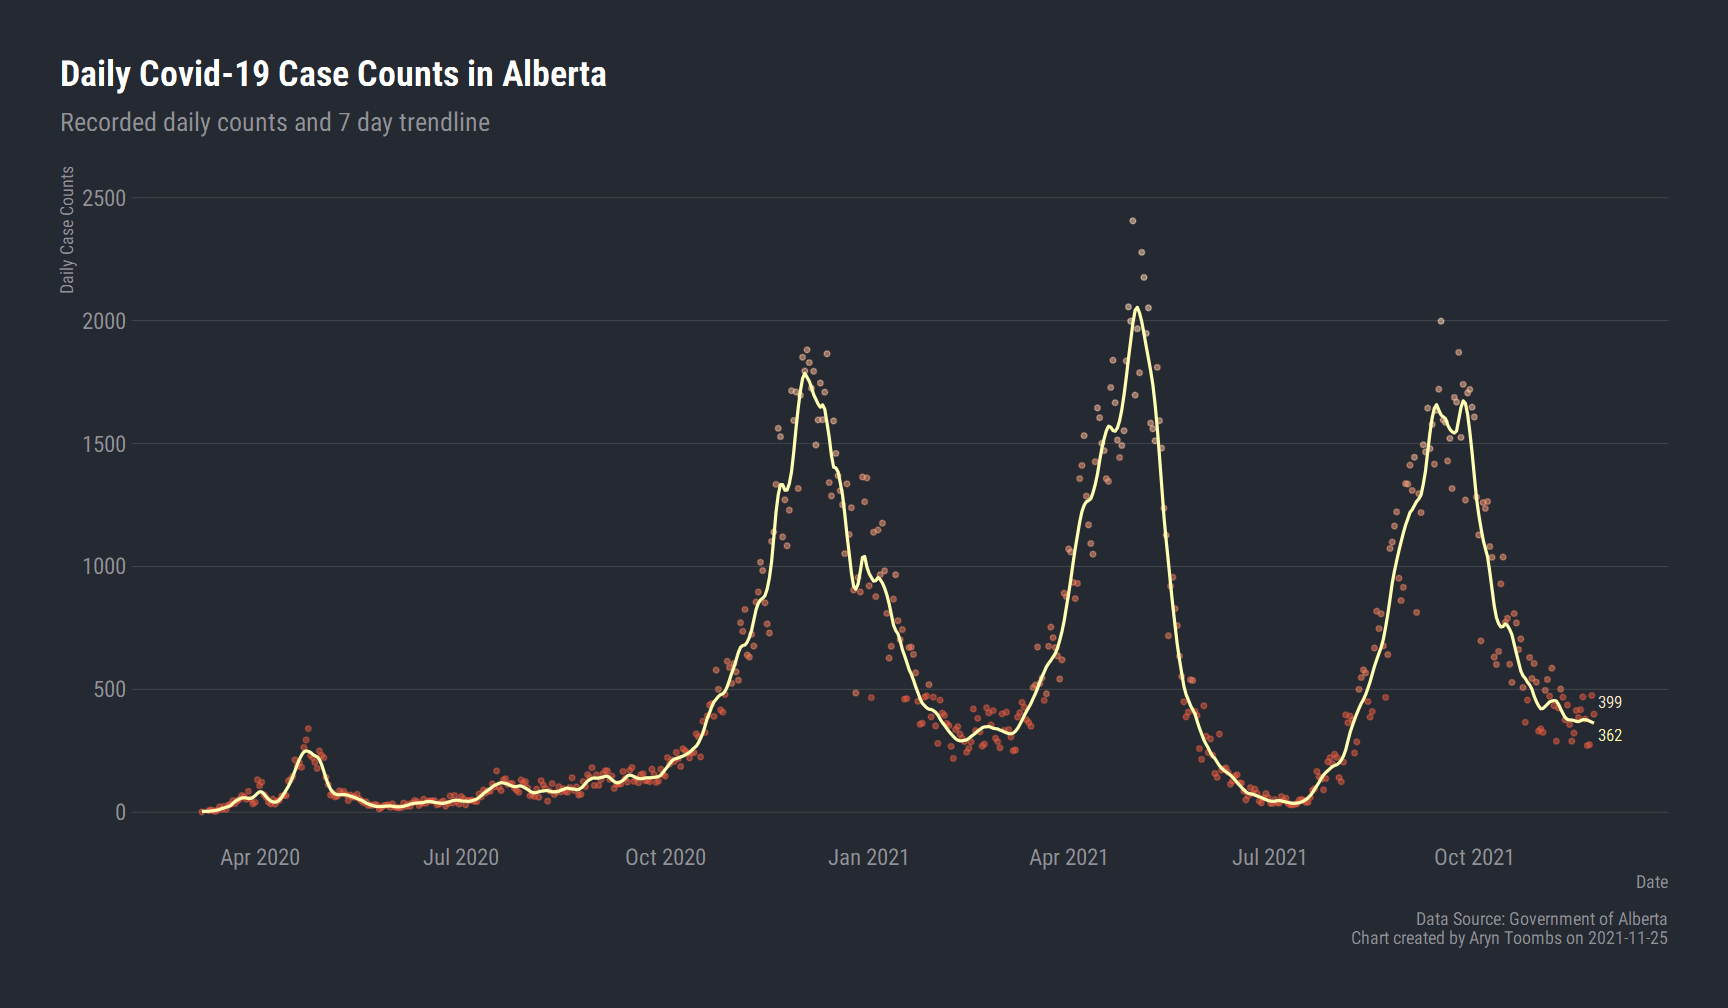 Daily Covid-19 Case Counts in Alberta
Recorded daily counts and 7 day trendline
Daily Case Counts
2500
2000
1500
1000
500
0
399
362
Apr 2020
Jul 2020
Oct 2020
Jan 2021
Apr 2021
Jul 2021
Oct 2021
Date
Data Source: Government of Alberta
Chart created by Aryn Toombs on 2021-11-25